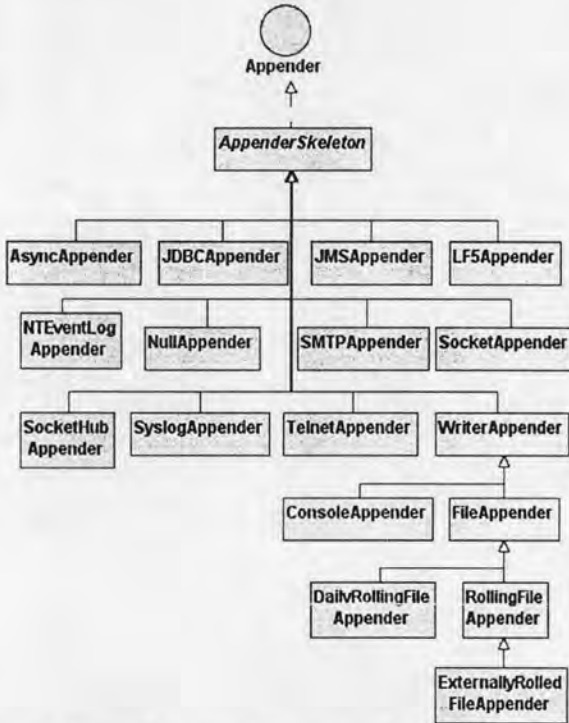 Appender
AppenderSkeleton
AsyncAppender
JDBCAppender
JMSAppender
LF5Appender
NTEventLog
Appender
NullAppender
SMTPAppender
SocketAppender
SocketHub
Appender
SyslogAppender
TelnetAppender
WriterAppender
ConsoleAppender
FileAppender
DailyRollingFile
Appender
RollingFile
Appender
ExternallyRolled
FileAppender